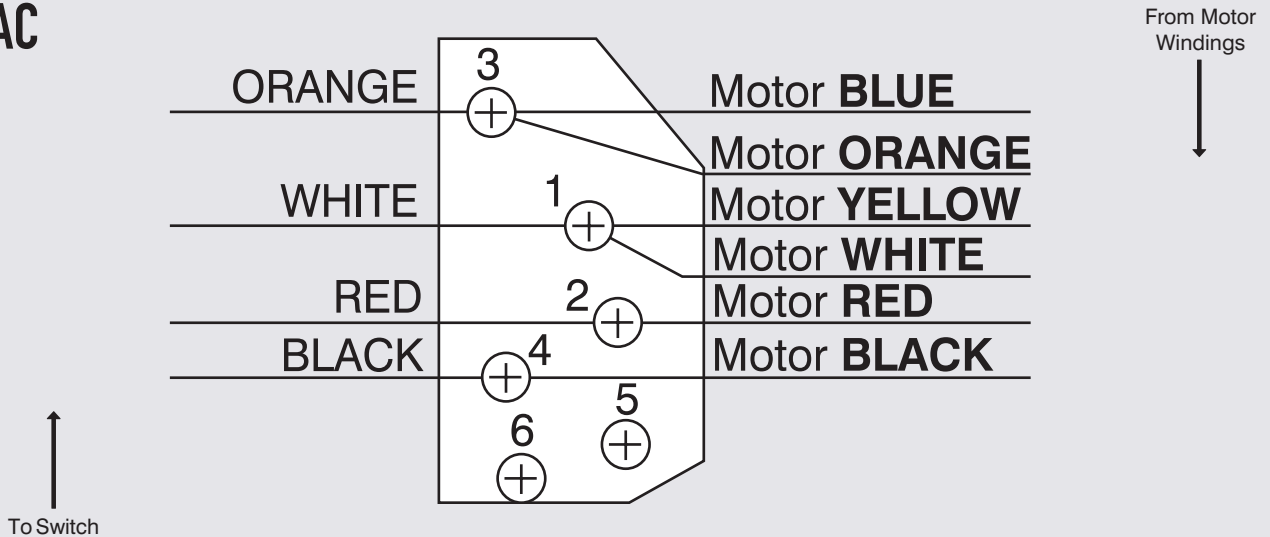 AC
From Motor
Windings
3
ORANGE
Motor BLUE
Motor ORANGE
1
WHITE
Motor YELLOW
Motor WHITE
RED
2
Motor RED
BLACK
4
Motor BLACK
5
6
To Switch